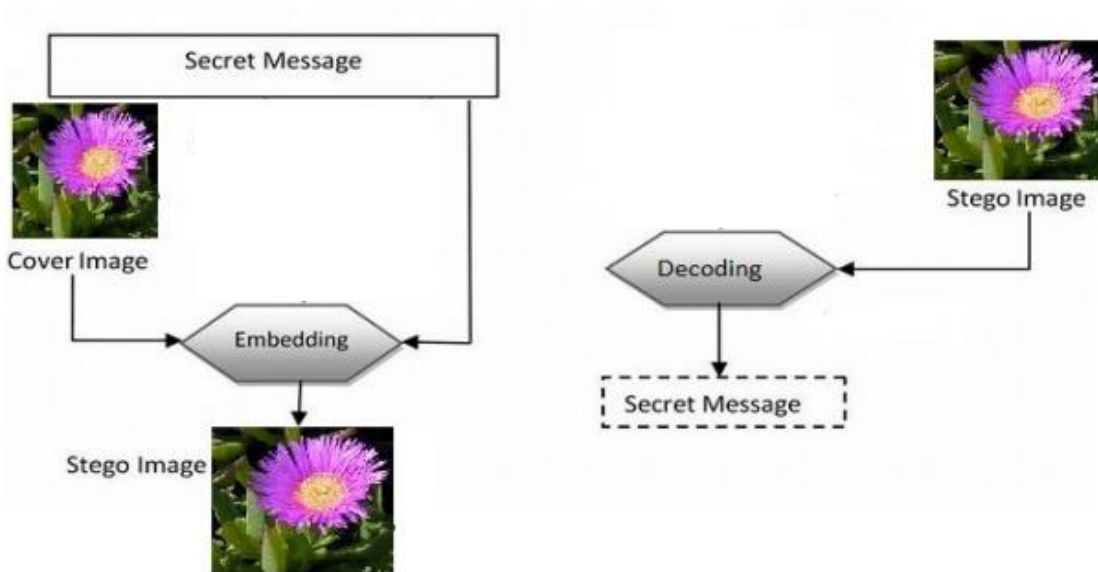 Secret Message
Cover Image
Embedding
Stego Image
Stego Image
Decoding
Secret Message